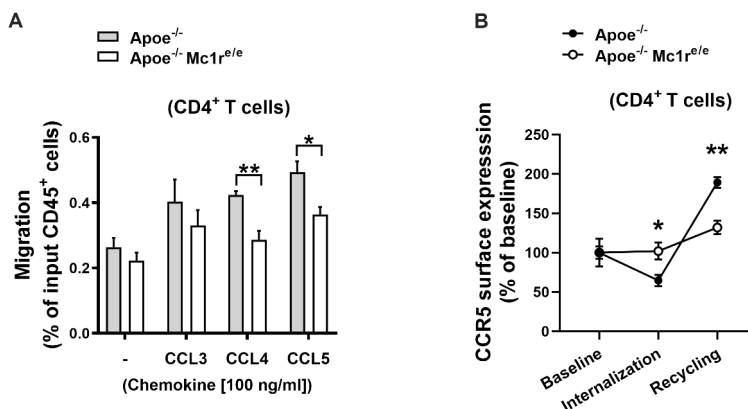 A
Apoe-/-
Apoe-/- Mc1re/e
(CD4+ T cells)
Migration
(% of input CD45+ cells)
0.6
0.4
0.2
0.0
**
*
- CCL3 CCL4 CCL5
(Chemokine [100 ng/ml])
B
Apoe-/-
Apoe-/- Mc1re/e
(CD4+ T cells)
CCR5 surface expresssion
(% of baseline)
250
200
150
100
50
0
*
**
Baseline
Internalization
Recycling